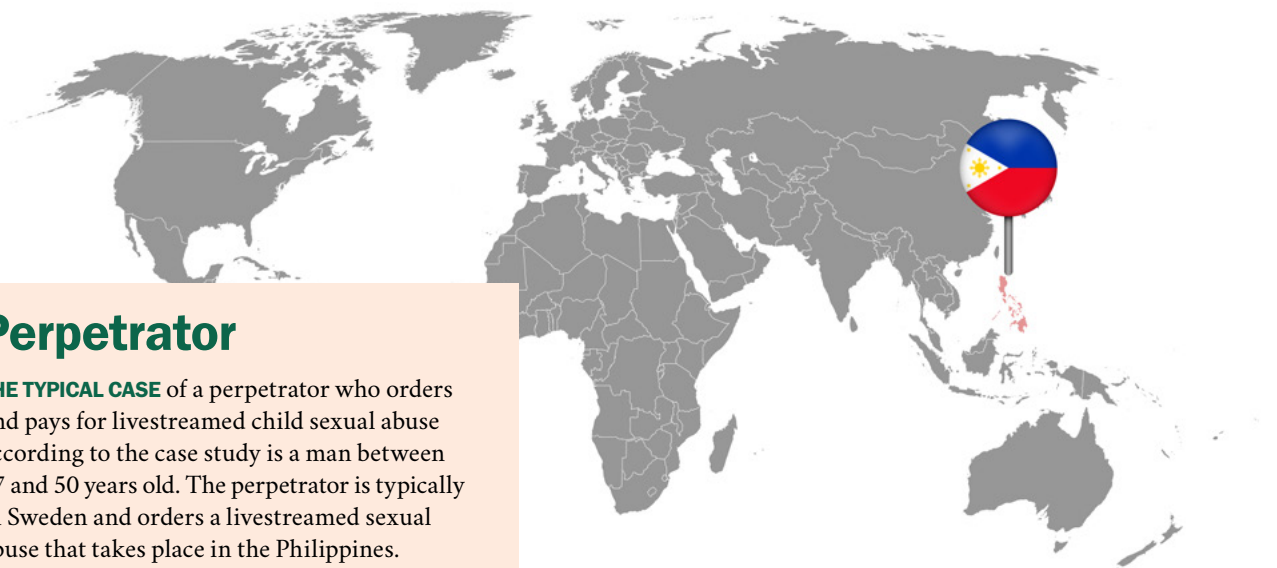 Perpetrator
HE TYPICAL CASE of a perpetrator who orders
nd pays for livestreamed child sexual abuse
ccording to the case study is a man between
7 and 50 years old. The perpetrator is typically
Sweden and orders a livestreamed sexual
buse that takes place in the Philippines.